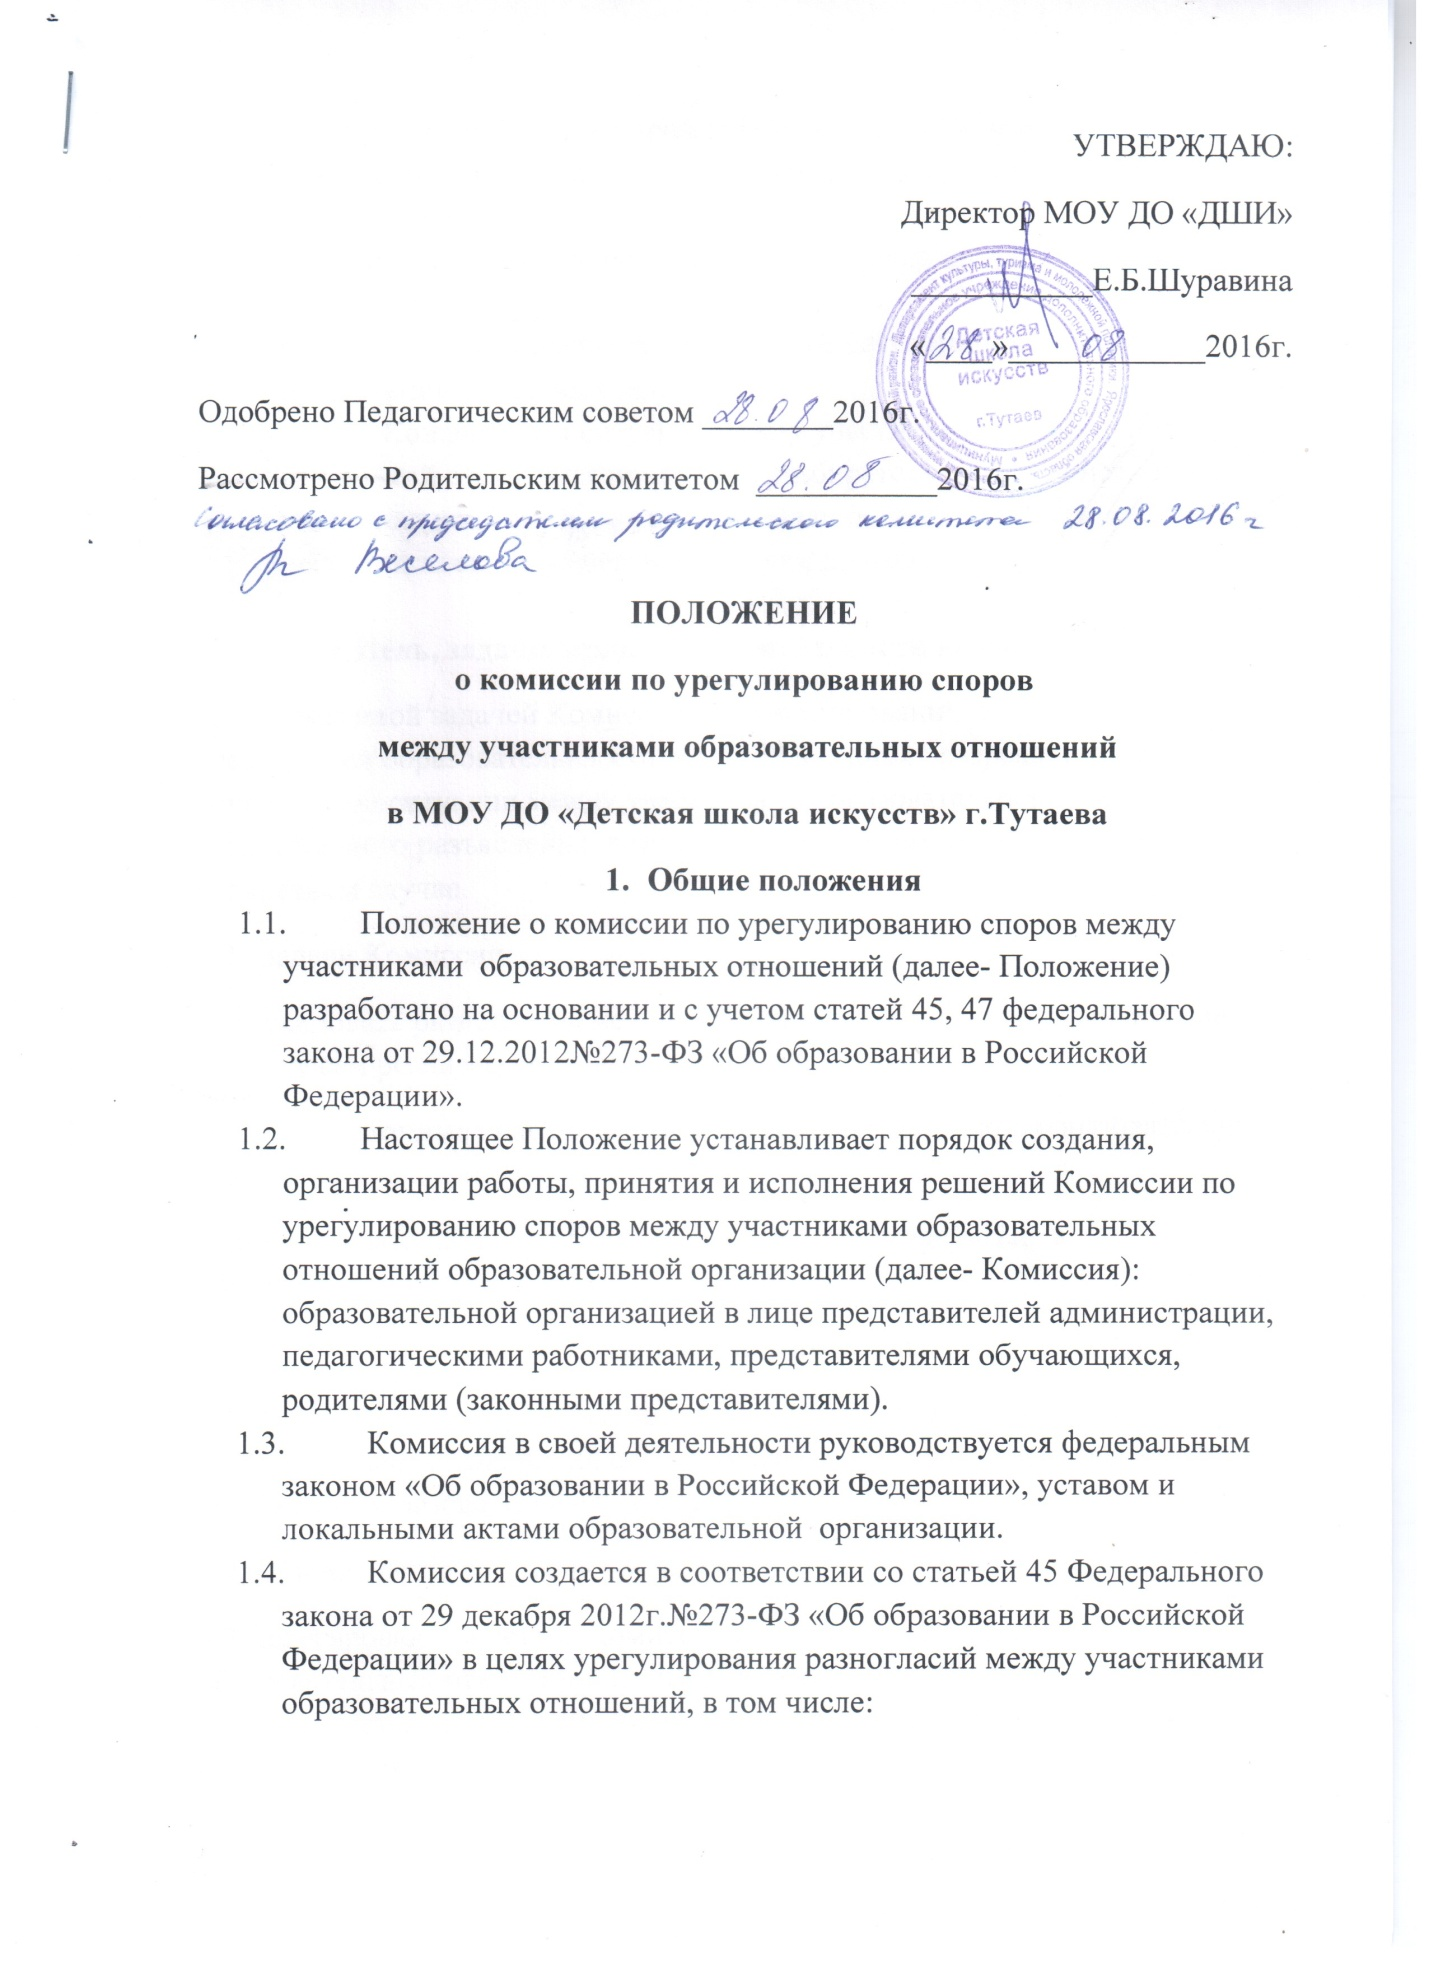 УТВЕРЖДАЮ:
Директор МОУ ДО «ДШИ»
___________Е.Б.Шуравина
«28»____08____2016г.
Детская
школа
искусств
г.Тутаев
Одобрено Педагогическим советом 28.08 2016г.
Рассмотрено Родительским комитетом 28.08 2016г.
Согласовано с председателем родительского комитета 28.08.2016 г
Веселова
ПОЛОЖЕНИЕ
о комиссии по урегулированию споров
между участниками образовательных отношений
в МОУ ДО «Детская школа искусств» г.Тутаева
1. Общие положения
1.1. Положение о комиссии по урегулированию споров между
участниками образовательных отношений (далее- Положение)
разработано на основании и с учетом статей 45, 47 федерального
закона от 29.12.2012№273-ФЗ «Об образовании в Российской
Федерации».
1.2. Настоящее Положение устанавливает порядок создания,
организации работы, принятия и исполнения решений Комиссии по
урегулированию споров между участниками образовательных
отношений образовательной организации (далее- Комиссия):
образовательной организацией в лице представителей администрации,
педагогическими работниками, представителями обучающихся,
родителями (законными представителями).
1.3. Комиссия в своей деятельности руководствуется федеральным
законом «Об образовании в Российской Федерации», уставом и
локальными актами образовательной организации.
1.4. Комиссия создается в соответствии со статьей 45 Федерального
закона от 29 декабря 2012г.№273-ФЗ «Об образовании в Российской
Федерации» в целях урегулирования разногласий между участниками
образовательных отношений, в том числе: